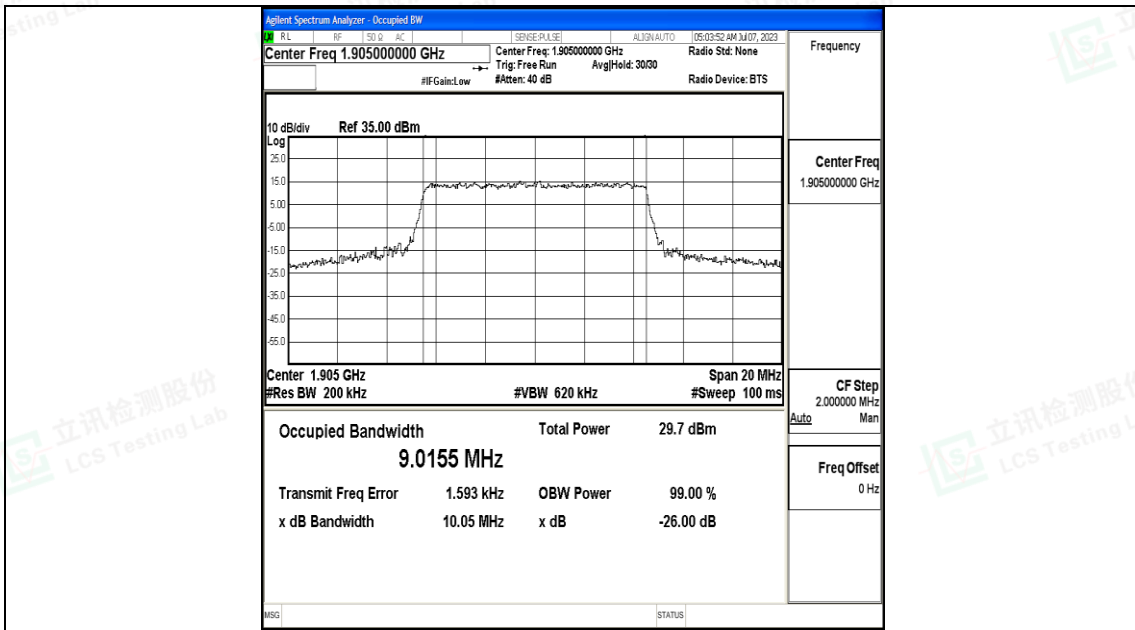 Agilent Spectrum Analyzer - Occupied BW
RL RF 50 Ω AC SENSE:PULSE ALIGN AUTO 05:03:52 AM Jul 07, 2023
Center Freq 1.905000000 GHz
Center Freq: 1.905000000 GHz Radio Std: None
Trig: Free Run Avg|Hold: 30/30
#IFGain:Low #Atten: 40 dB Radio Device: BTS
10 dB/div Ref 35.00 dBm
Log
25.0
15.0
5.00
-5.00
-15.0
-25.0
-35.0
-45.0
-55.0
Center 1.905 GHz Span 20 MHz
#Res BW 200 kHz #VBW 620 kHz #Sweep 100 ms
Occupied Bandwidth Total Power 29.7 dBm
9.0155 MHz
Transmit Freq Error 1.593 kHz OBW Power 99.00 %
x dB Bandwidth 10.05 MHz x dB -26.00 dB
MSG STATUS
Frequency
Center Freq
1.905000000 GHz
CF Step
2.000000 MHz
Auto Man
Freq Offset
0 Hz
立讯检测股份
LCS Testing Lab
立讯检测股份
LCS Testing L